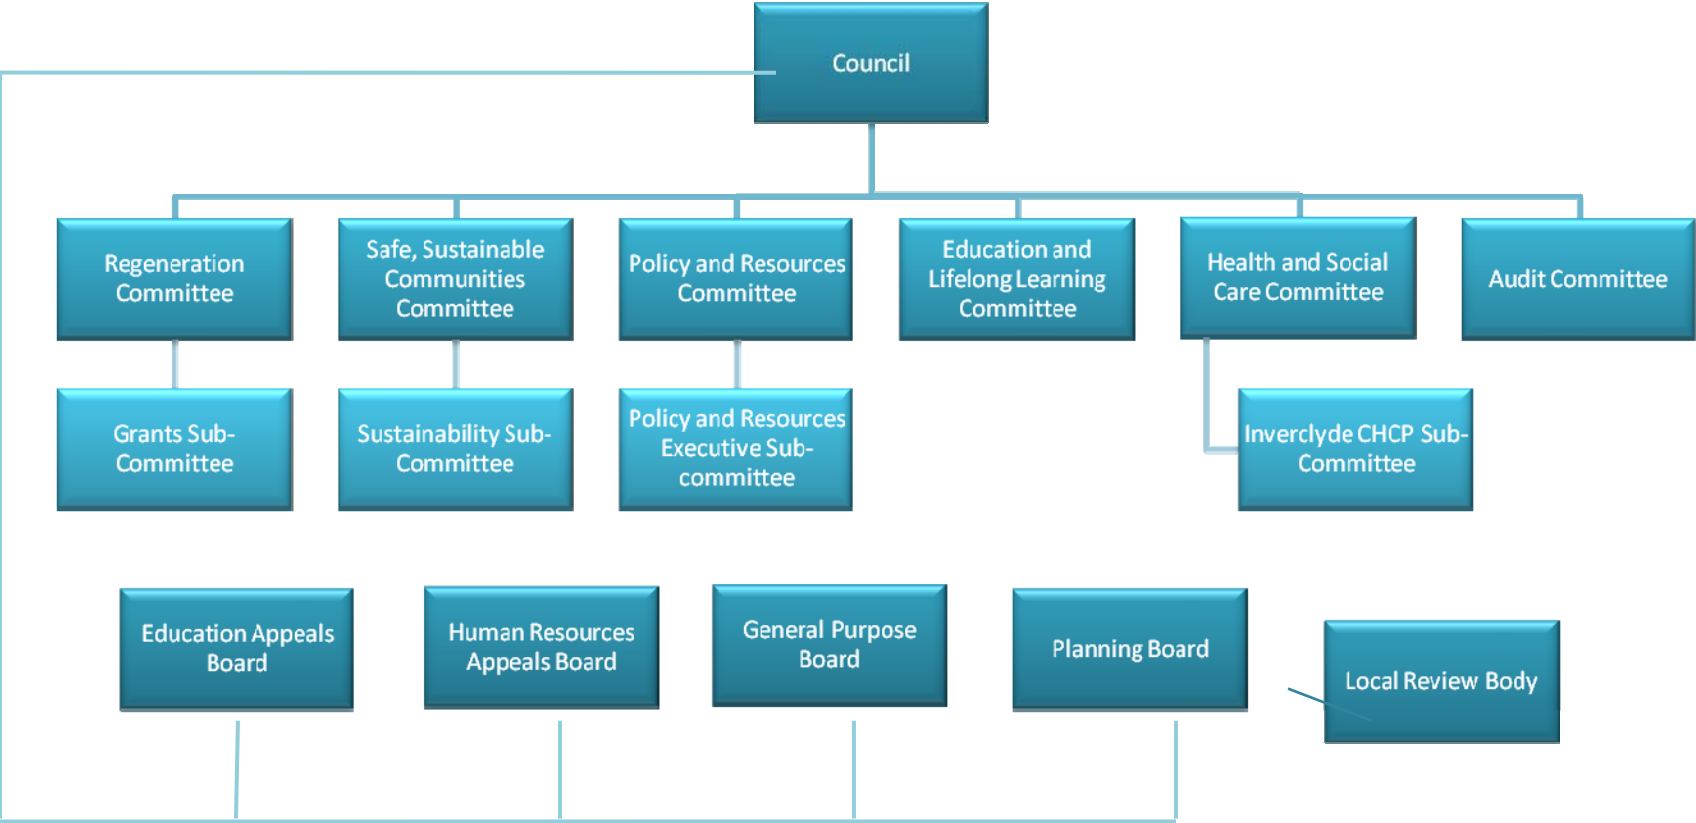 Council
Regeneration
Committee
Safe, Sustainable
Communities
Committee
Policy and Resources
Committee
Education and
Lifelong Learning
Committee
Health and Social
Care Committee
Audit Committee
Grants Sub-
Committee
Sustainability Sub-
Committee
Policy and Resources
Executive Sub-
committee
Inverclyde CHCP Sub-
Committee
Education Appeals
Board
Human Resources
Appeals Board
General Purpose
Board
Planning Board
Local Review Body